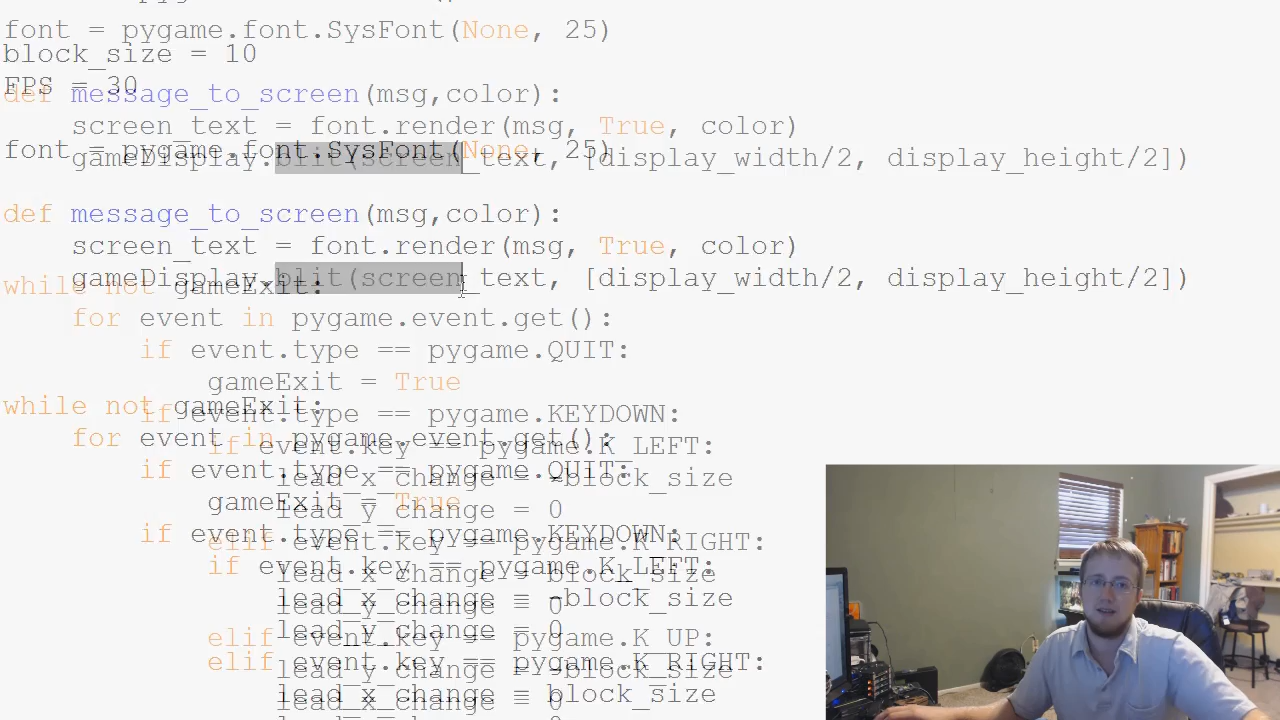 font = pygame.font.SysFont(None, 25)
block_size = 10
FPS = 30
def message_to_screen(msg,color):
screen_text = font.render(msg, True, color)
font = pygame.font.SysFont(None, 25)
gameDisplay.blit(screen_text, [display_width/2, display_height/2])
def message_to_screen(msg,color):
screen_text = font.render(msg, True, color)
gameDisplay.blit(screen_text, [display_width/2, display_height/2])
while not gameExit:
for event in pygame.event.get():
if event.type == pygame.QUIT:
gameExit = True
while not gameExit:
if event.type == pygame.KEYDOWN:
for event in pygame.event.get():
if event.key == pygame.K_LEFT:
if event.type == pygame.QUIT:
lead_x_change = -block_size
gameExit = True
lead_y_change = 0
if event.type == pygame.KEYDOWN:
elif event.key == pygame.K_RIGHT:
if event.key == pygame.K_LEFT:
lead_x_change = block_size
lead_x_change = -block_size
lead_y_change = 0
lead_y_change = 0
elif event.key == pygame.K_UP:
elif event.key == pygame.K_RIGHT:
lead_y_change = -block_size
lead_x_change = block_size
lead_x_change = 0